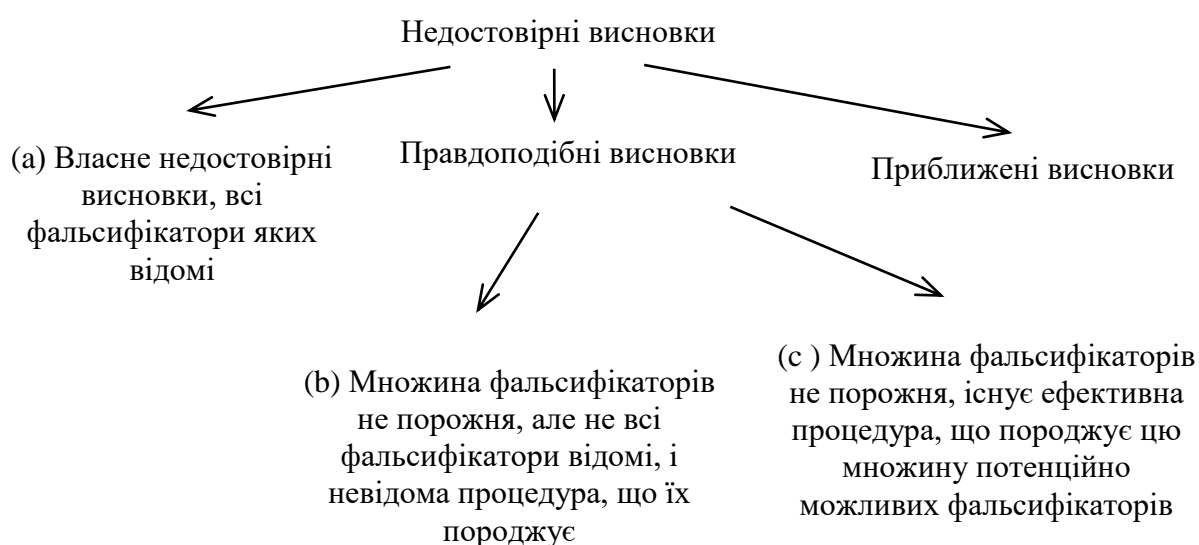 Недостовірні висновки
(a) Власне недостовірні
висновки, всі
фальсифікатори яких
відомі
Правдоподібні висновки
Приближені висновки
(b) Множина фальсифікаторів
не порожня, але не всі
фальсифікатори відомі, і
невідома процедура, що їх
породжує
(c ) Множина фальсифікаторів
не порожня, існує ефективна
процедура, що породжує цю
множину потенційно
можливих фальсифікаторів